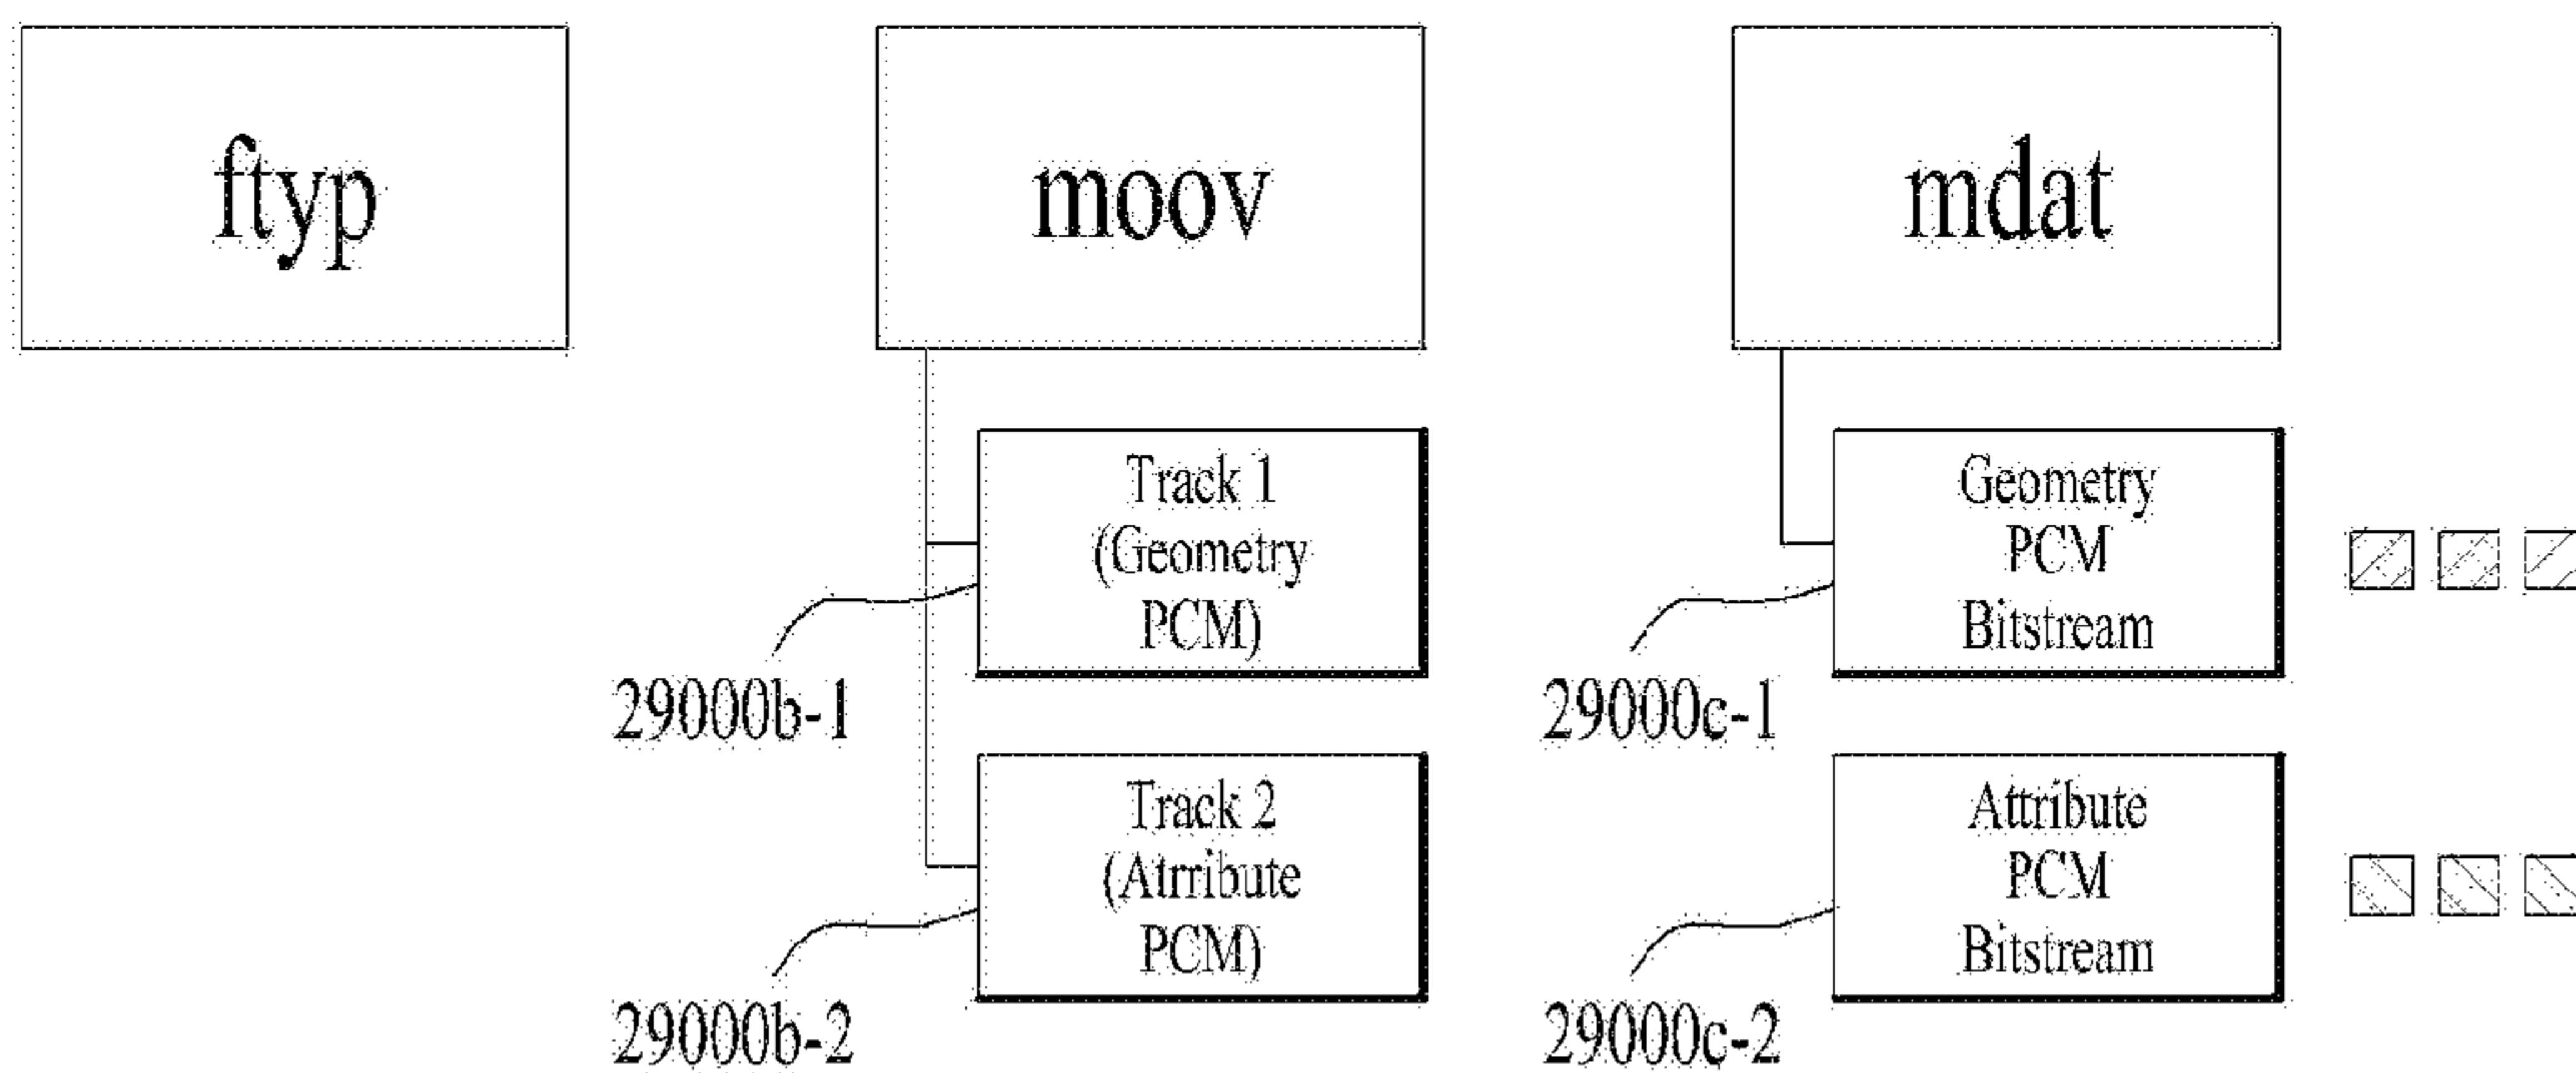 ftyp
moov
mdat
Track 1
(Geometry
PCM)
Geometry
PCM
Bitstream
29000b-1
29000c-1
Track 2
(Atrribute
PCM)
Attribute
PCM
Bitstream
29000b-2
29000c-2